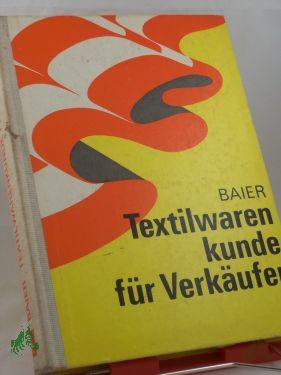 BAIER
Textilwaren
kunde
für Verkäufer